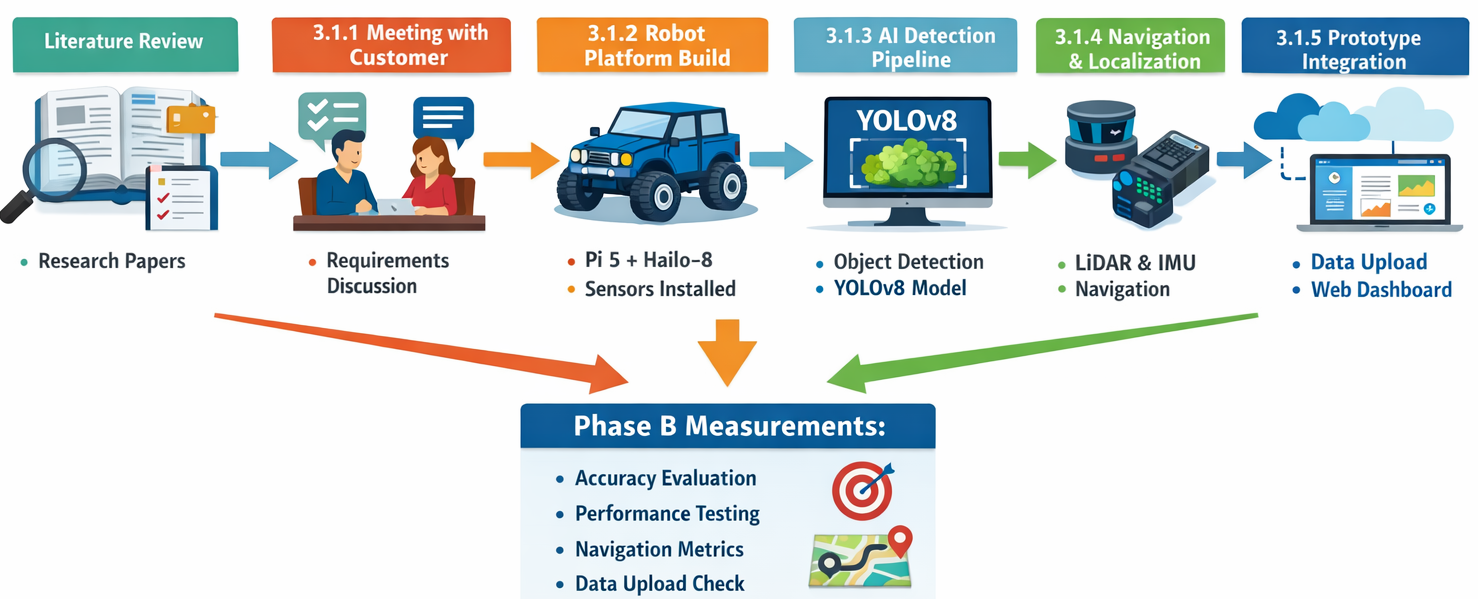 Literature Review
3.1.1 Meeting with
Customer
3.1.2 Robot
Platform Build
3.1.3 AI Detection
Pipeline
3.1.4 Navigation
& Localization
3.1.5 Prototype
Integration
YOLOv8
• Research Papers
• Requirements
Discussion
• Pi 5 + Hailo-8
• Sensors Installed
• Object Detection
• YOLOv8 Model
• LiDAR & IMU
• Navigation
• Data Upload
• Web Dashboard
Phase B Measurements:
• Accuracy Evaluation
• Performance Testing
• Navigation Metrics
• Data Upload Check